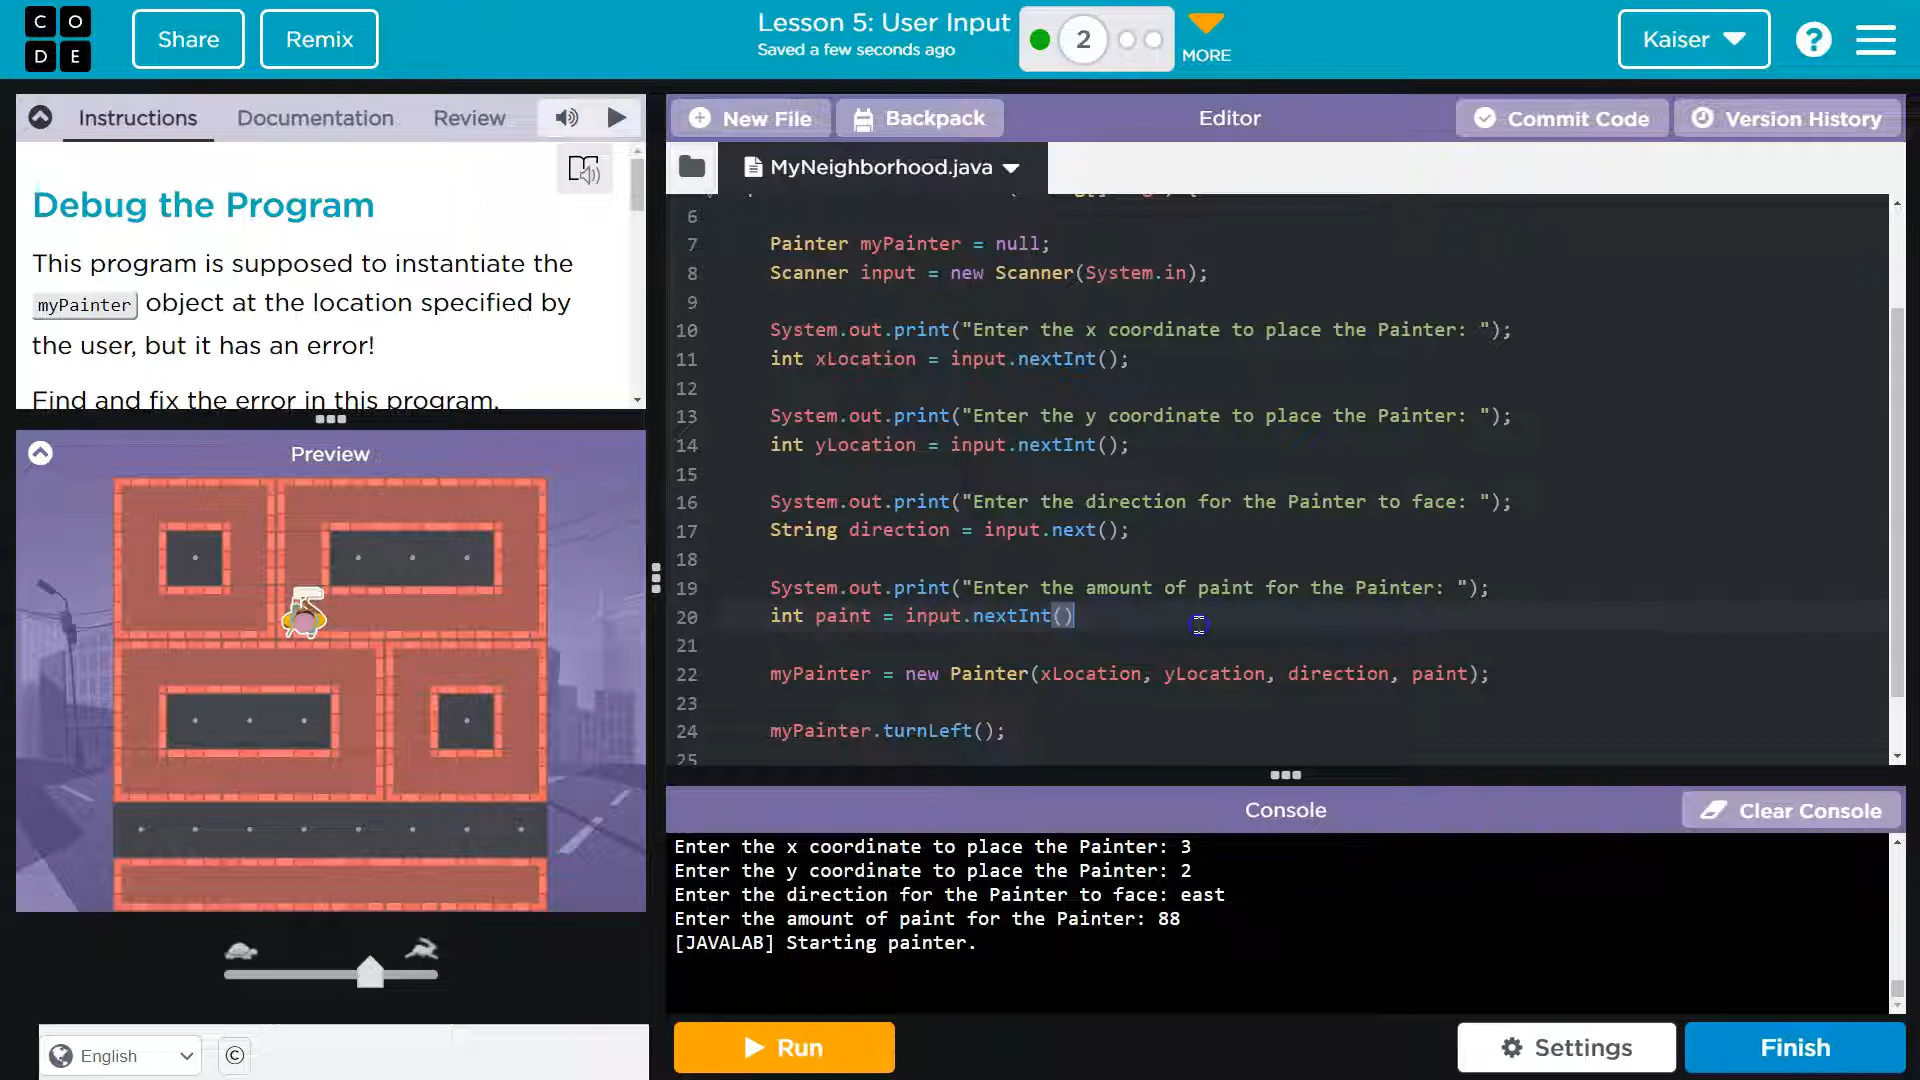 C O
D E
Share
Remix
Lesson 5: User Input
Saved a few seconds ago
2
MORE
Kaiser
?
Instructions
Documentation
Review
Debug the Program
This program is supposed to instantiate the
myPainter object at the location specified by
the user, but it has an error!
Find and fix the error in this program.
Preview
English
©
New File
Backpack
Editor
Commit Code
Version History
MyNeighborhood.java
6
7 Painter myPainter = null;
8 Scanner input = new Scanner(System.in);
9
10 System.out.print("Enter the x coordinate to place the Painter: ");
11 int xLocation = input.nextInt();
12
13 System.out.print("Enter the y coordinate to place the Painter: ");
14 int yLocation = input.nextInt();
15
16 System.out.print("Enter the direction for the Painter to face: ");
17 String direction = input.next();
18
19 System.out.print("Enter the amount of paint for the Painter: ");
20 int paint = input.nextInt()
21
22 myPainter = new Painter(xLocation, yLocation, direction, paint);
23
24 myPainter.turnLeft();
25
Console
Clear Console
Enter the x coordinate to place the Painter: 3
Enter the y coordinate to place the Painter: 2
Enter the direction for the Painter to face: east
Enter the amount of paint for the Painter: 88
[JAVALAB] Starting painter.
Run
Settings
Finish